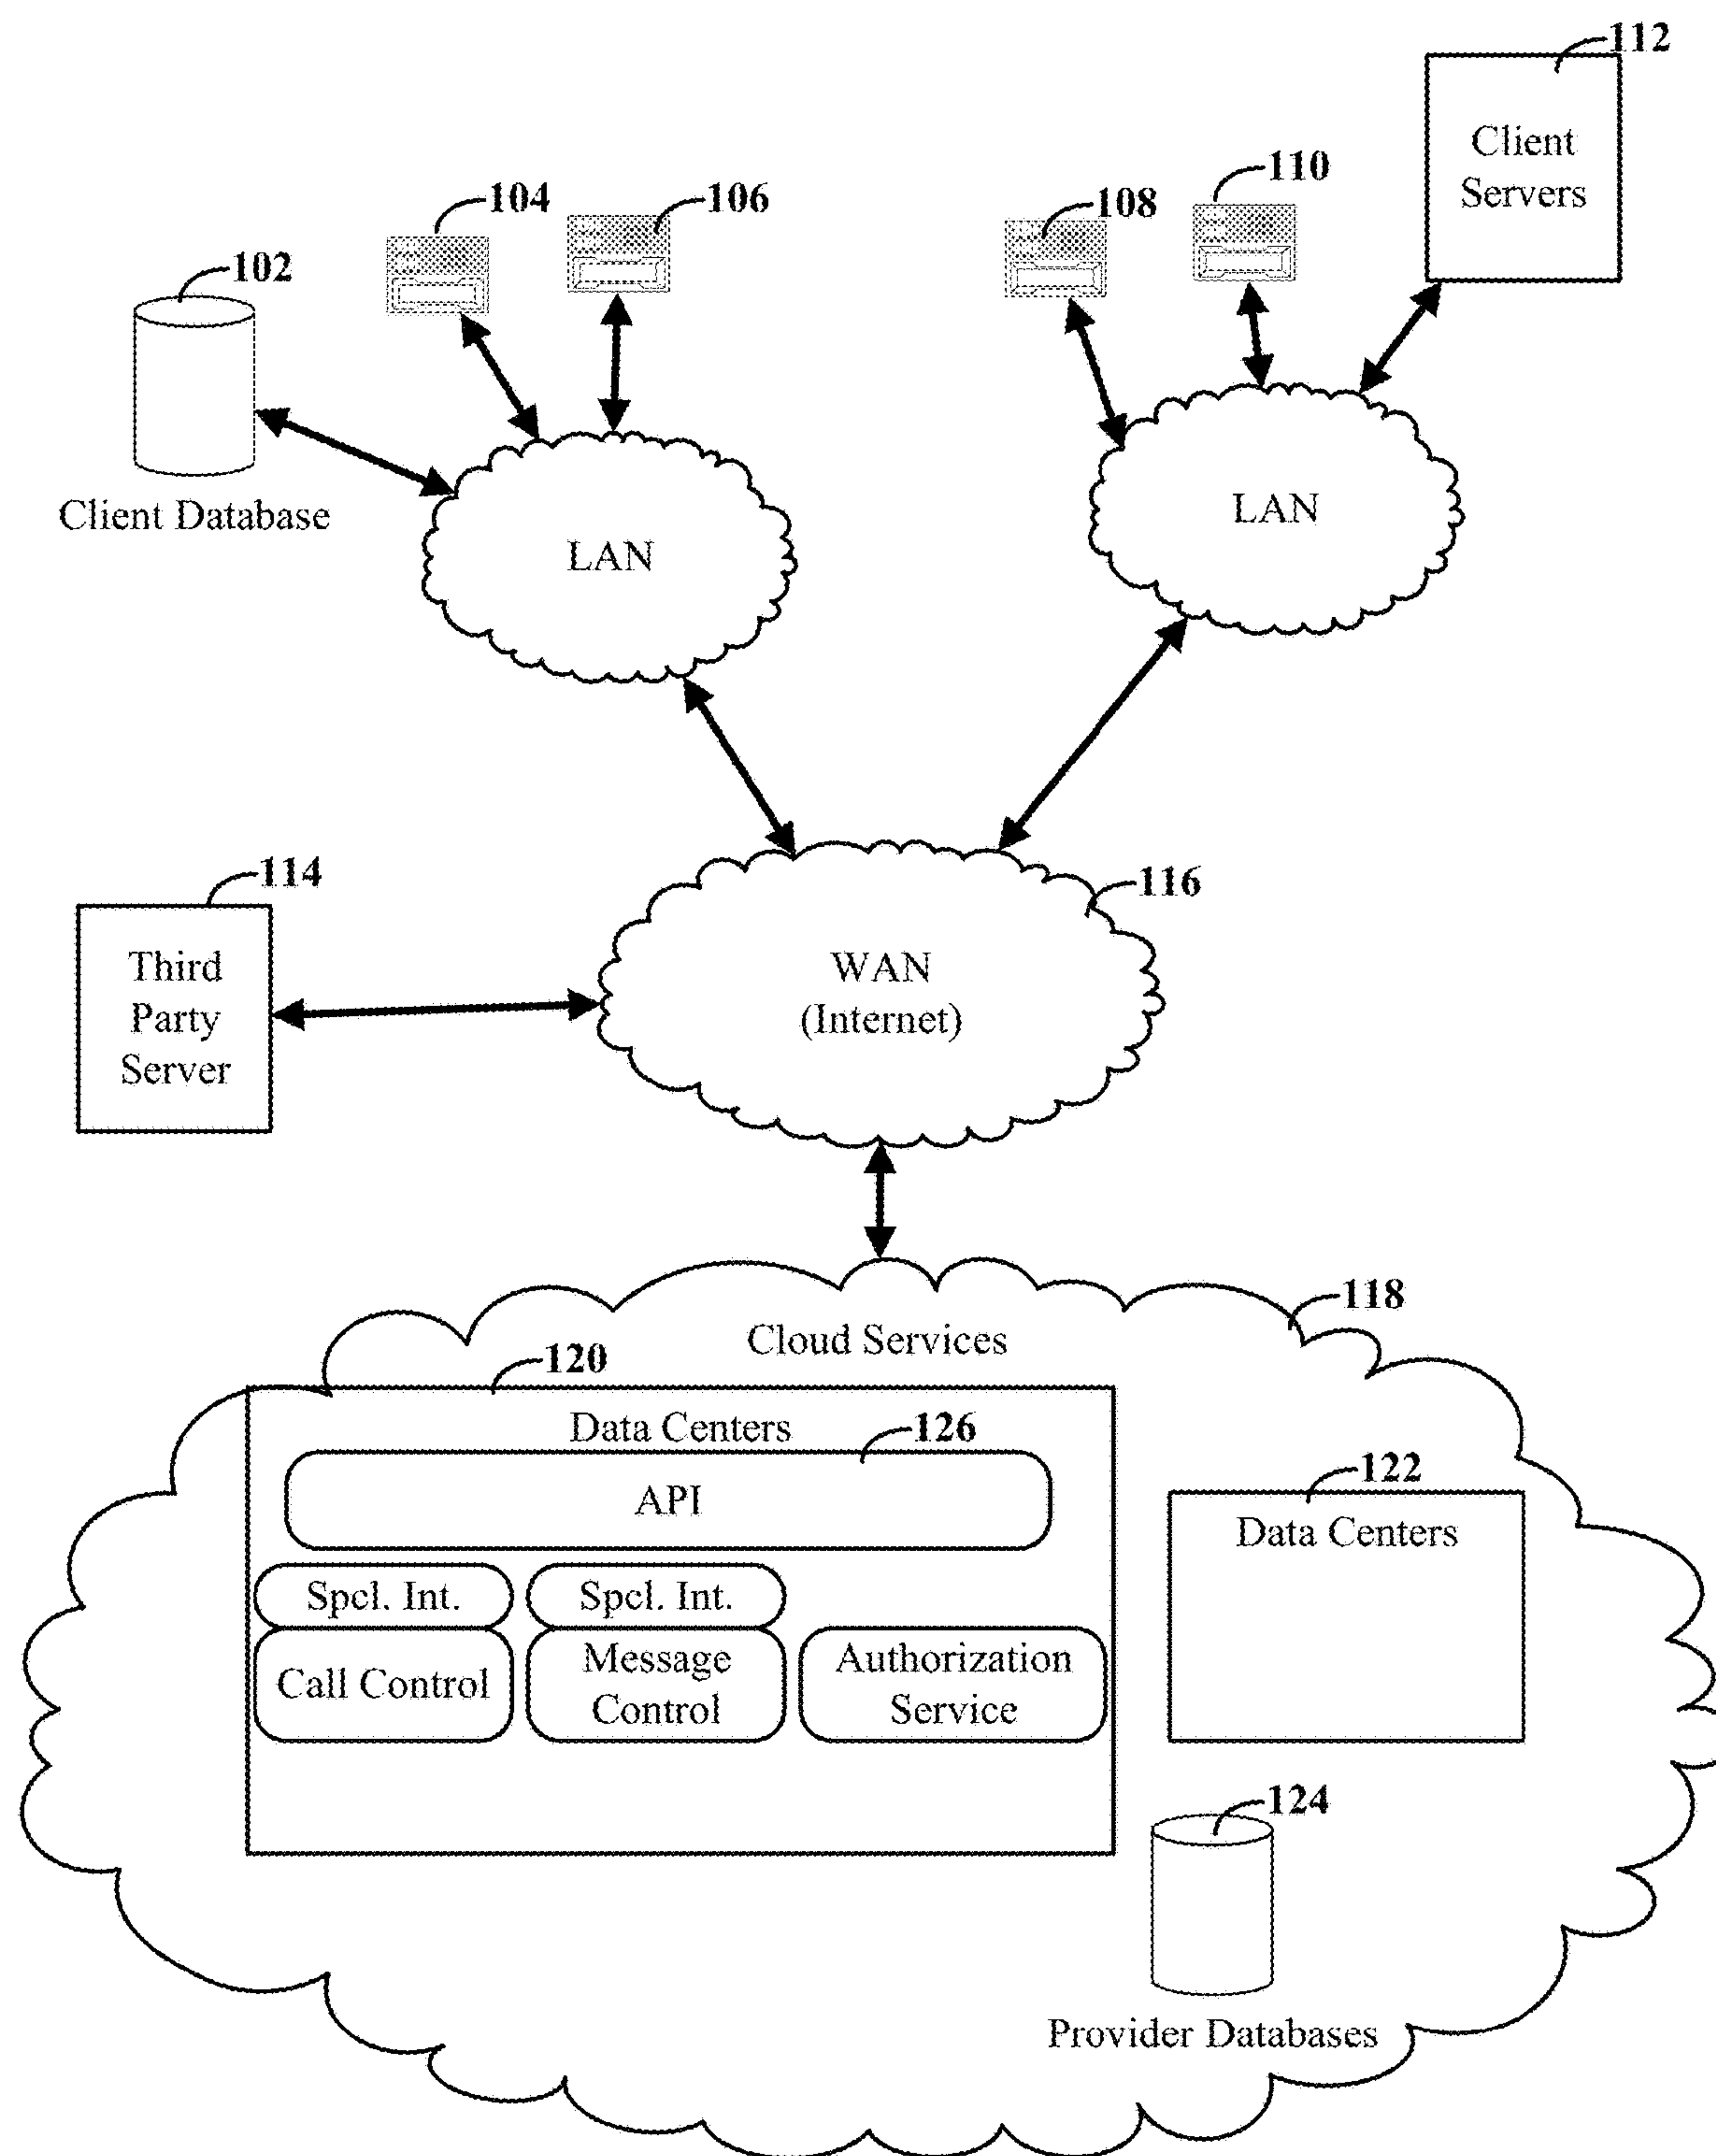 112
Client
Servers
110
104
106
108
102
Client Database
LAN
LAN
114
116
Third
Party
Server
WAN
(Internet)
118
Cloud Services
120
Data Centers
126
API
122
Data Centers
Spcl. Int.
Spcl. Int.
Call Control
Message
Control
Authorization
Service
124
Provider Databases